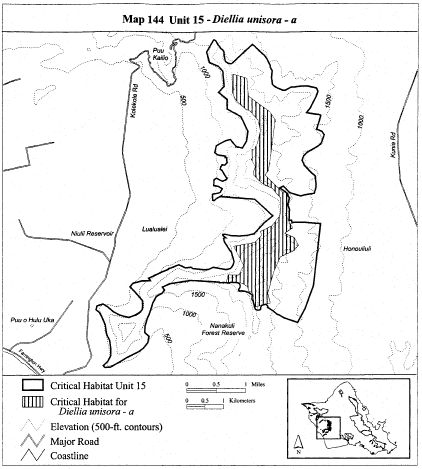 Map 144 Unit 15 - Diellia unisora - a
Puu
Kailio
1000
500
1500
1000
Kolekole Rd
Kunia Rd
Niulii Reservoir
Lualualei
Honouliuli
1500
1000
500
Nanakuli
Forest Reserve
Puu o Hulu Uka
Farrington Hwy
Critical Habitat Unit 15
Critical Habitat for
Diellia unisora - a
Elevation (500-ft. contours)
Major Road
Coastline
0 0.5 1 Miles
0 0.5 1 Kilometers
N